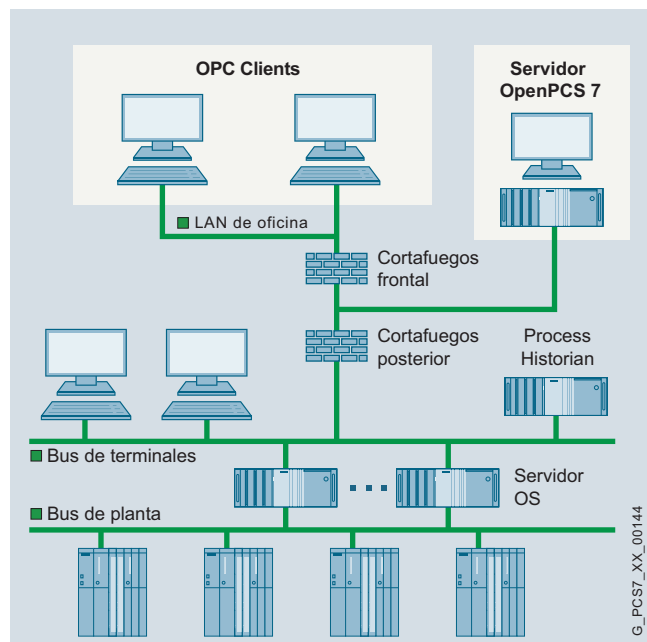 OPC Clients
Servidor
OpenPCS 7
LAN de oficina
Cortafuegos
frontal
Cortafuegos
posterior
Process
Historian
Bus de terminales
Servidor
OS
Bus de planta
G_PCS7_XX_00144